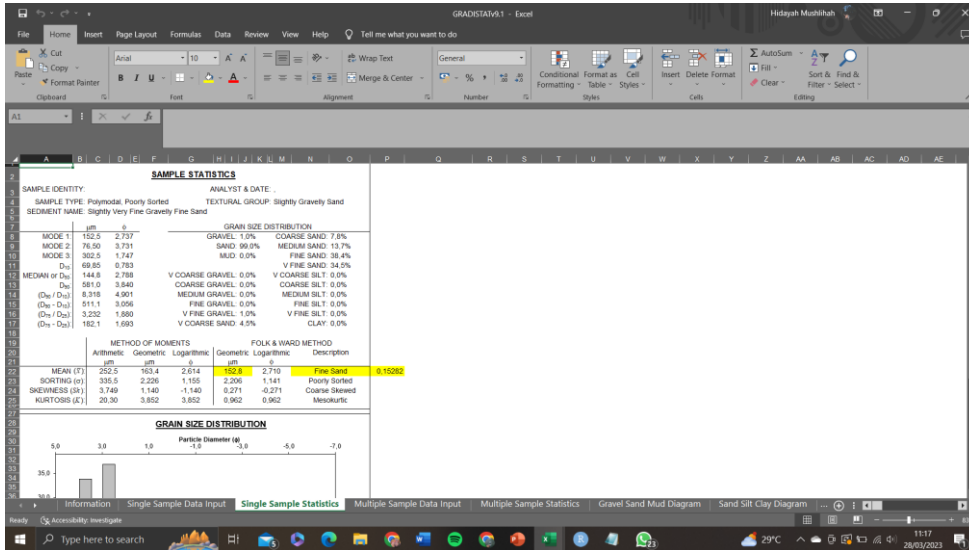 GRADISTATv9.1 - Excel
Hidayah Mushlihah
File Home Insert Page Layout Formulas Data Review View Help Tell me what you want to do
Paste
Cut
Copy
Format Painter
Clipboard
Arial 10
B I U
Font
Wrap Text
Merge & Center
Alignment
General
Number
Conditional Formatting
Format as Table
Cell Styles
Styles
Insert Delete Format
Cells
AutoSum
Fill
Clear
Sort & Filter
Find & Select
Editing
A1 fx
A B C D E F G H I J K L M N O P Q R S T U V W X Y Z AA AB AC AD AE
SAMPLE STATISTICS
SAMPLE IDENTITY: ANALYST & DATE: ,
SAMPLE TYPE: Polymodal, Poorly Sorted TEXTURAL GROUP: Slightly Gravelly Sand
SEDIMENT NAME: Slightly Very Fine Gravelly Fine Sand
μm ϕ GRAIN SIZE DISTRIBUTION
MODE 1: 152,5 2,737 GRAVEL: 1,0% COARSE SAND: 7,8%
MODE 2: 76,50 3,731 SAND: 99,0% MEDIUM SAND: 13,7%
MODE 3: 302,5 1,747 MUD: 0,0% FINE SAND: 38,4%
D10: 69,85 0,783 V FINE SAND: 34,5%
MEDIAN or D50: 144,8 2,788 V COARSE GRAVEL: 0,0% V COARSE SILT: 0,0%
D90: 581,0 3,840 COARSE GRAVEL: 0,0% COARSE SILT: 0,0%
(D90 / D10): 8,318 4,901 MEDIUM GRAVEL: 0,0% MEDIUM SILT: 0,0%
(D90 - D10): 511,1 3,056 FINE GRAVEL: 0,0% FINE SILT: 0,0%
(D75 / D25): 3,232 1,880 V FINE GRAVEL: 1,0% V FINE SILT: 0,0%
(D75 - D25): 182,1 1,693 V COARSE SAND: 4,5% CLAY: 0,0%
METHOD OF MOMENTS FOLK & WARD METHOD
Arithmetic Geometric Logarithmic Geometric Logarithmic Description
μm μm ϕ μm ϕ
MEAN (x̄): 252,5 163,4 2,614 152,8 2,710 Fine Sand 0,15282
SORTING (σ): 335,5 2,226 1,155 2,206 1,141 Poorly Sorted
SKEWNESS (Sk): 3,749 1,140 -1,140 0,271 -0,271 Coarse Skewed
KURTOSIS (K): 20,30 3,852 3,852 0,962 0,962 Mesokurtic
GRAIN SIZE DISTRIBUTION
Particle Diameter (ϕ)
5,0 3,0 1,0 -1,0 -3,0 -5,0 -7,0
35,0
30,0
Information Single Sample Data Input Single Sample Statistics Multiple Sample Data Input Multiple Sample Statistics Gravel Sand Mud Diagram Sand Silt Clay Diagram ...
Ready Accessibility: Investigate
Type here to search
23
29°C
11:17
28/03/2023